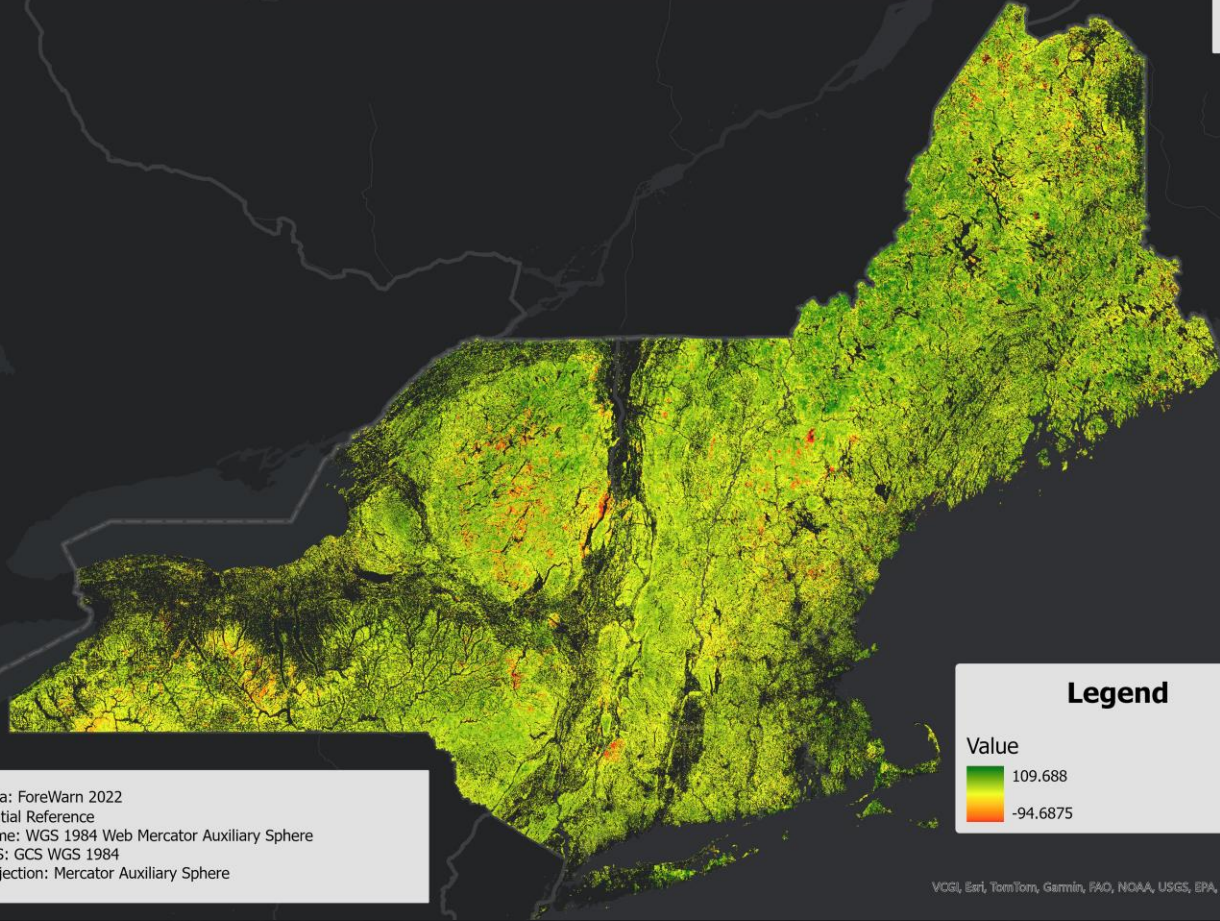 a: ForeWarn 2022
tial Reference
me: WGS 1984 Web Mercator Auxiliary Sphere
S: GCS WGS 1984
jection: Mercator Auxiliary Sphere
Legend
Value
109.688
-94.6875
VCGI, Esri, TomTom, Garmin, FAO, NOAA, USGS, EPA,